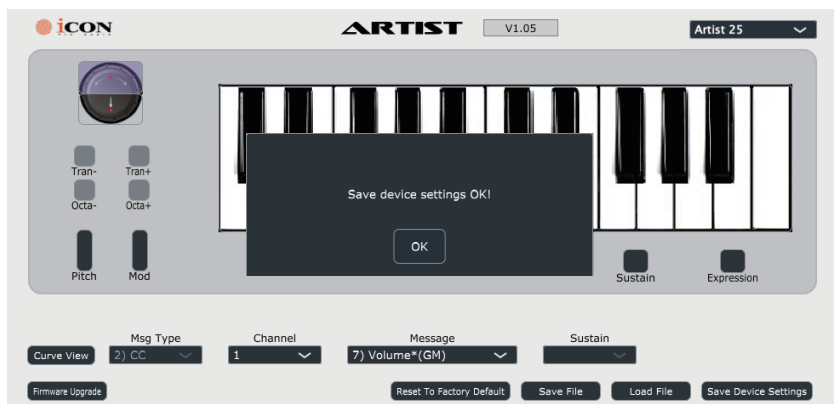 icon
ARTIST
V1.05
Artist 25
Tran-
Tran+
Octa-
Octa+
Pitch
Mod
Save device settings OK!
OK
Sustain
Expression
Msg Type
Channel
Message
Sustain
Curve View
2) CC
1
7) Volume*(GM)
Firmware Upgrade
Reset To Factory Default
Save File
Load File
Save Device Settings